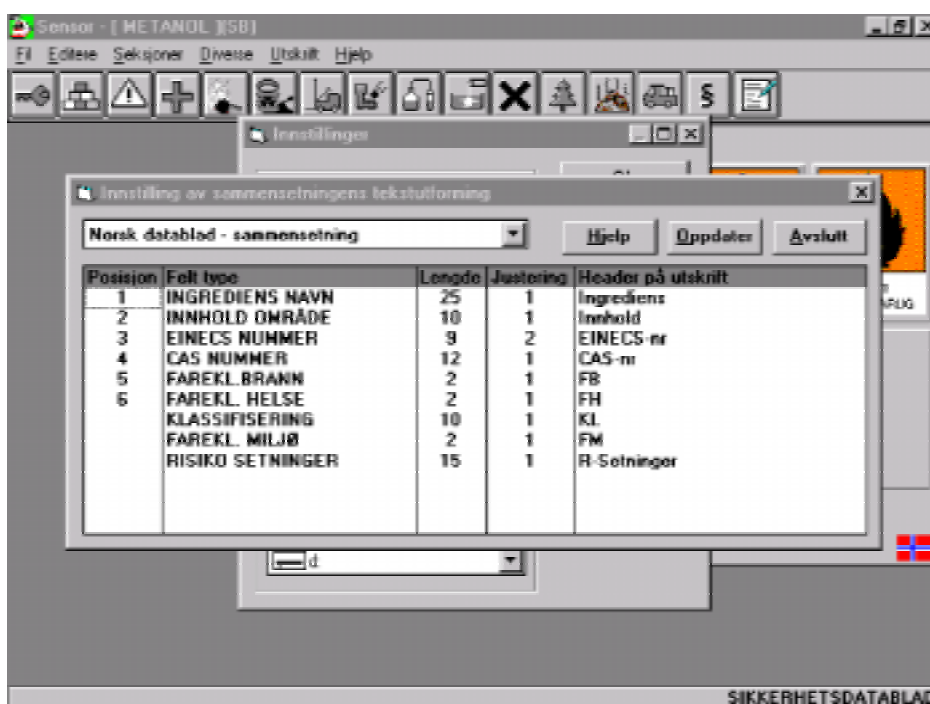 Sensor - [ METANOL ][SB]
Fil Editere Seksjoner Diverse Utskrift Hjelp
§
Innstillinger
Innstilling av sammensetningens tekstutforming
Norsk datablad - sammensetning Hjelp Oppdater Avslutt
Posisjon Felt type Lengde Justering Header på utskrift
1 INGREDIENS NAVN 25 1 Ingrediens
2 INNHOLD OMRÅDE 10 1 Innhold
3 EINECS NUMMER 9 2 EINECS-nr
4 CAS NUMMER 12 1 CAS-nr
5 FAREKL.BRANN 2 1 FB
6 FAREKL. HELSE 2 1 FH
KLASSIFISERING 10 1 KL
FAREKL. MILJØ 2 1 FM
RISIKO SETNINGER 15 1 R-Setninger
d:
SIKKERHETSDATABLAD